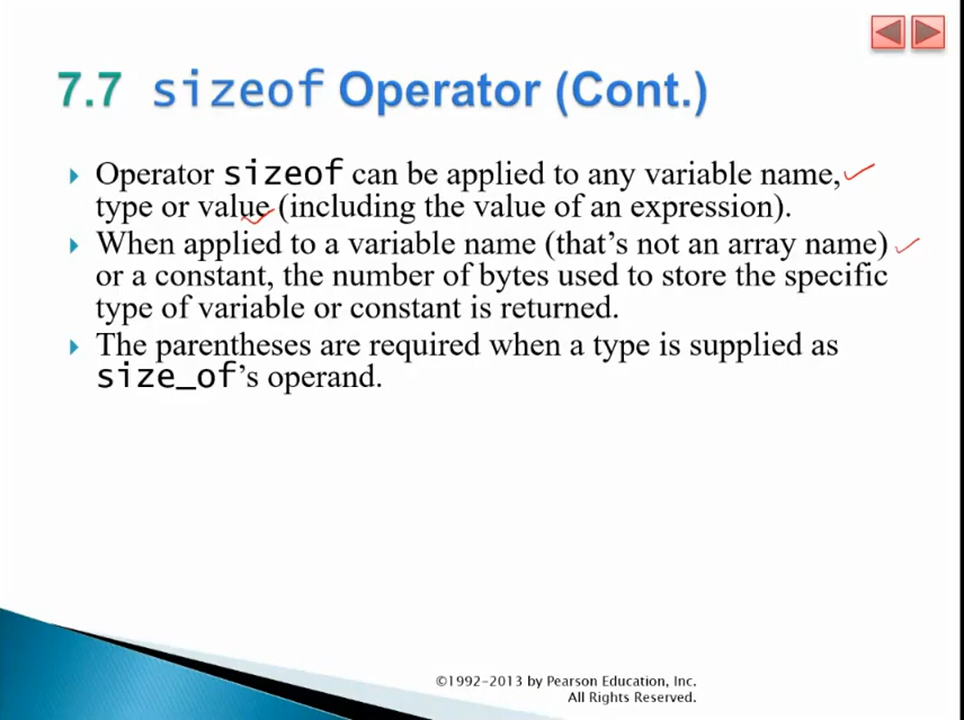 7.7 sizeof Operator (Cont.)
Operator sizeof can be applied to any variable name,
type or value (including the value of an expression).
When applied to a variable name (that's not an array name)
or a constant, the number of bytes used to store the specific
type of variable or constant is returned.
The parentheses are required when a type is supplied as
size_of's operand.
©1992-2013 by Pearson Education, Inc.
All Rights Reserved.